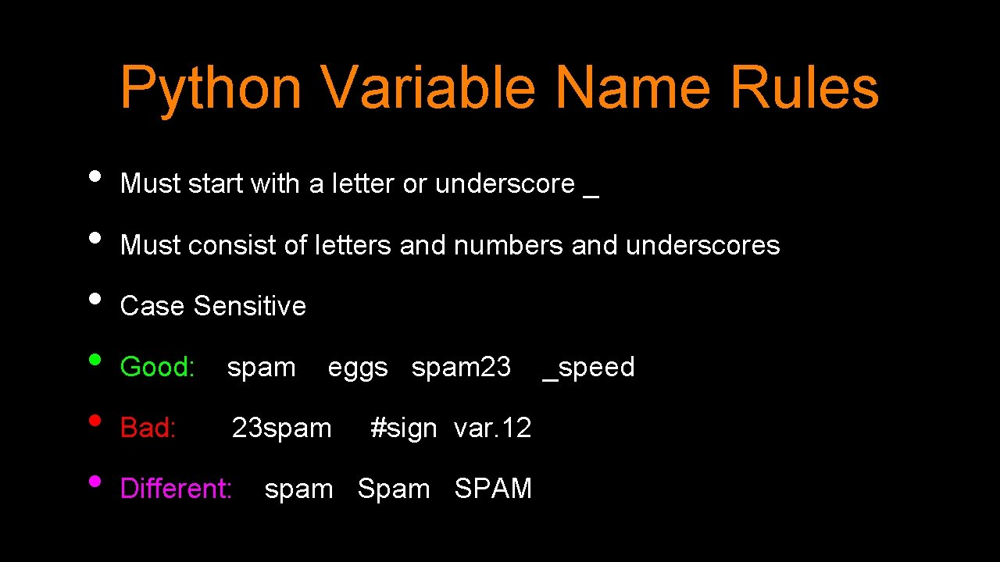 Python Variable Name Rules
• Must start with a letter or underscore _
• Must consist of letters and numbers and underscores
• Case Sensitive
• Good: spam eggs spam23 _speed
• Bad: 23spam #sign var.12
• Different: spam Spam SPAM